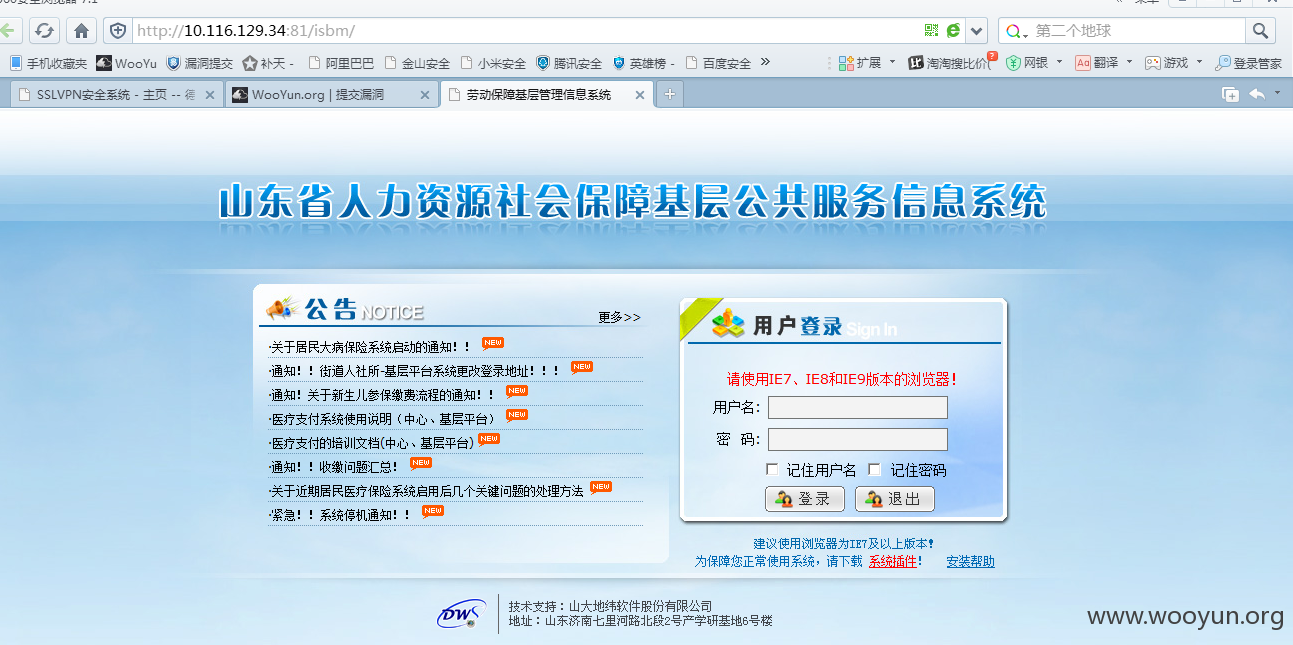 http://10.116.129.34:81/isbm/
第二个地球
手机收藏夹 WooYu 漏洞提交 补天 - 阿里巴巴 金山安全 小米安全 腾讯安全 英雄榜 - 百度安全 » 扩展 淘淘搜比价( 7 网银 Aあ 翻译 游戏 登录管家
SSLVPN安全系统 - 主页 -- WooYun.org | 提交漏洞 劳动保障基层管理信息系统
山东省人力资源社会保障基层公共服务信息系统
公告 NOTICE
更多>>
·关于居民大病保险系统启动的通知！！ NEW
·通知！！街道人社所-基层平台系统更改登录地址！！！ NEW
·通知！关于新生儿参保缴费流程的通知！！ NEW
·医疗支付系统使用说明（中心、基层平台） NEW
·医疗支付的培训文档(中心、基层平台) NEW
·通知！！收缴问题汇总！ NEW
·关于近期居民医疗保险系统启用后几个关键问题的处理方法 NEW
·紧急！！系统停机通知！！ NEW
用户登录 Sign In
请使用IE7、IE8和IE9版本的浏览器！
用户名：
密 码：
记住用户名 记住密码
登录 退出
建议使用浏览器为IE7及以上版本！
为保障您正常使用系统，请下载 系统插件！ 安装帮助
DWS
技术支持：山大地纬软件股份有限公司
地址：山东济南七里河路北段2号产学研基地6号楼
www.wooyun.org